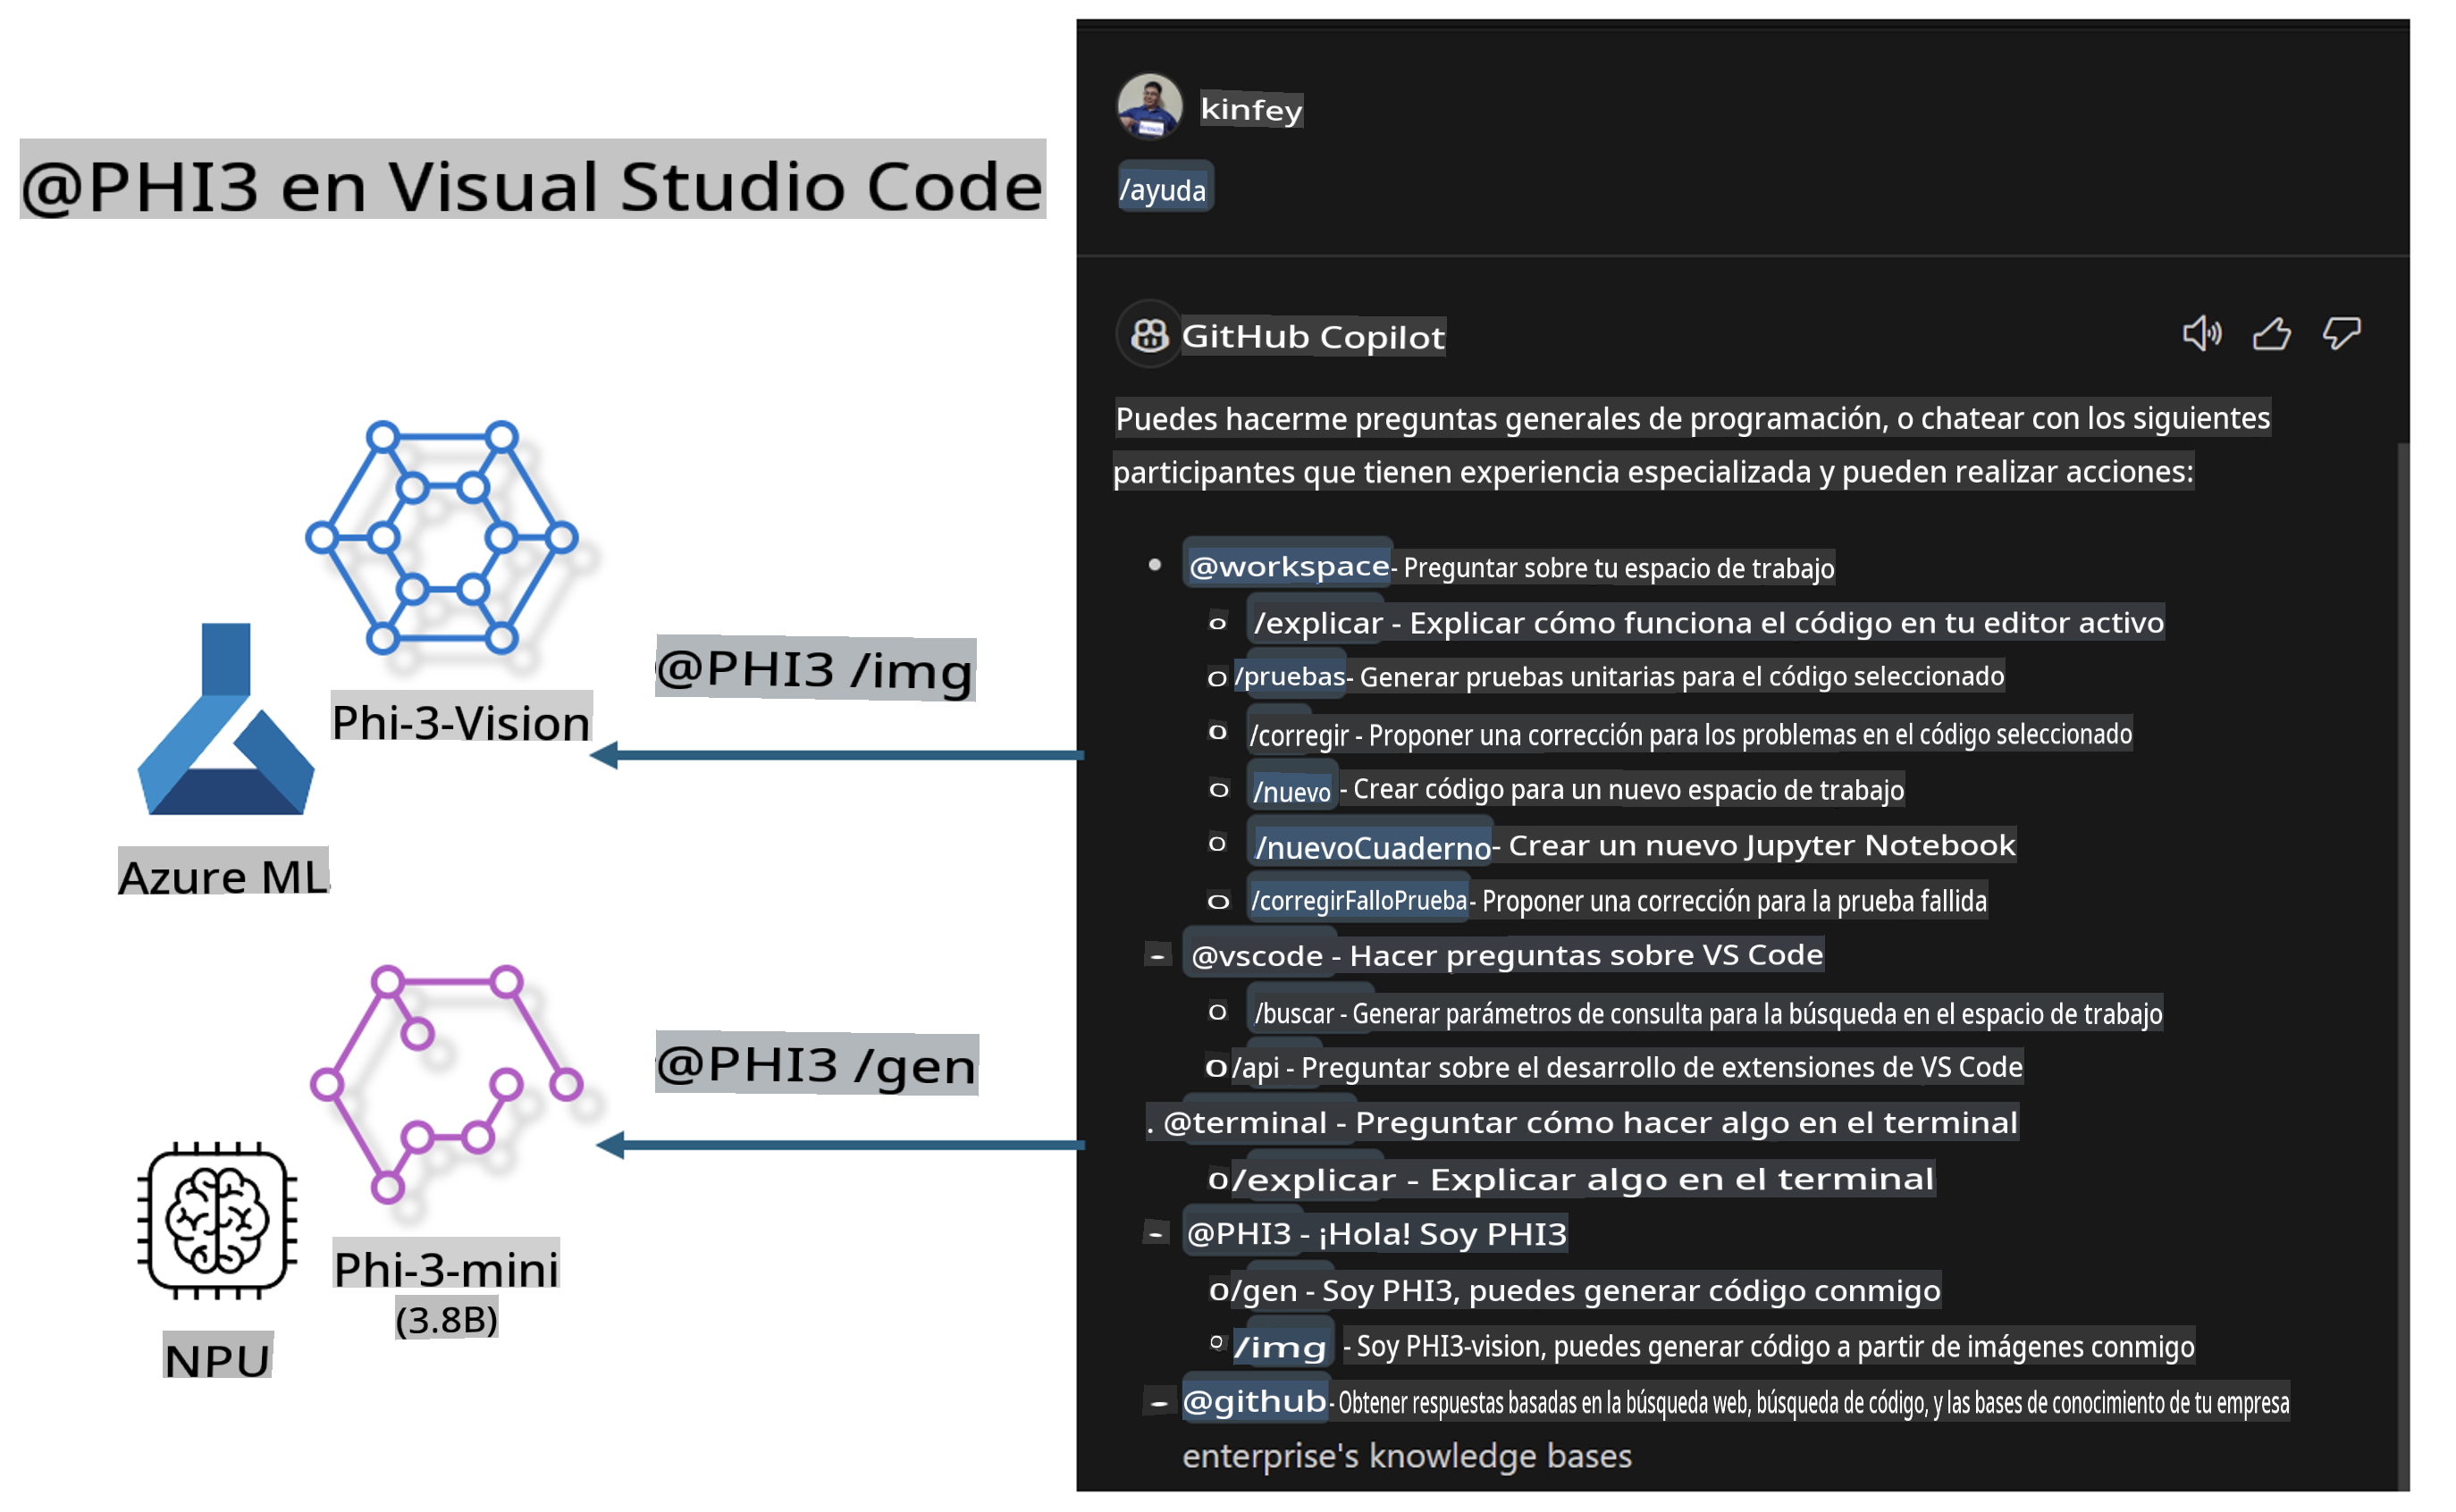 @PHI3 en Visual Studio Code
Phi-3-Vision
Azure ML
@PHI3 /img
@PHI3 /gen
Phi-3-mini
(3.8B)
NPU
kinfey
/ayuda
GitHub Copilot
Puedes hacerme preguntas generales de programación, o chatear con los siguientes
participantes que tienen experiencia especializada y pueden realizar acciones:
• @workspace- Preguntar sobre tu espacio de trabajo
o /explicar - Explicar cómo funciona el código en tu editor activo
o /pruebas- Generar pruebas unitarias para el código seleccionado
o /corregir - Proponer una corrección para los problemas en el código seleccionado
o /nuevo - Crear código para un nuevo espacio de trabajo
o /nuevoCuaderno- Crear un nuevo Jupyter Notebook
o /corregirFalloPrueba- Proponer una corrección para la prueba fallida
- @vscode - Hacer preguntas sobre VS Code
o /buscar - Generar parámetros de consulta para la búsqueda en el espacio de trabajo
o /api - Preguntar sobre el desarrollo de extensiones de VS Code
. @terminal - Preguntar cómo hacer algo en el terminal
o /explicar - Explicar algo en el terminal
- @PHI3 - ¡Hola! Soy PHI3
o /gen - Soy PHI3, puedes generar código conmigo
o /img - Soy PHI3-vision, puedes generar código a partir de imágenes conmigo
- @github- Obtener respuestas basadas en la búsqueda web, búsqueda de código, y las bases de conocimiento de tu empresa
enterprise's knowledge bases